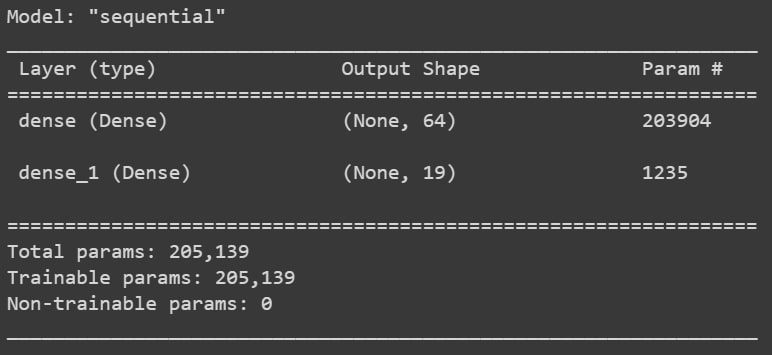 Model: "sequential"
Layer (type) Output Shape Param #
dense (Dense) (None, 64) 203904
dense_1 (Dense) (None, 19) 1235
Total params: 205,139
Trainable params: 205,139
Non-trainable params: 0